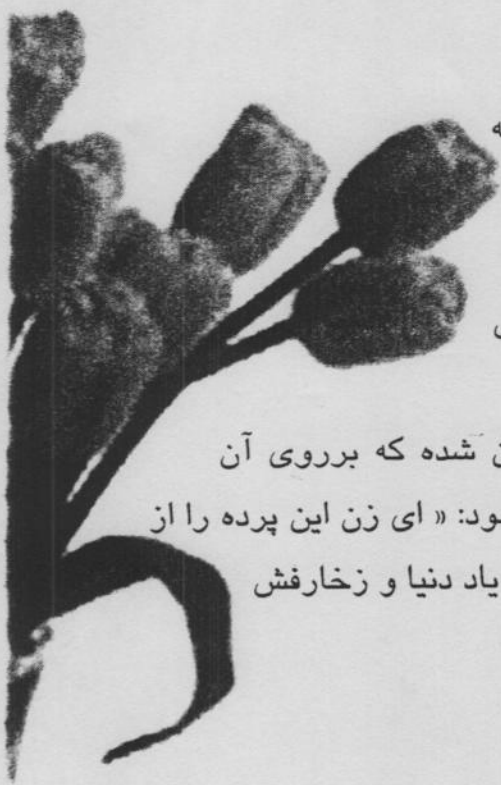 ه
ی
شده که برروی آن
ود: « ای زن این پرده را از
یاد دنیا و زخارفش